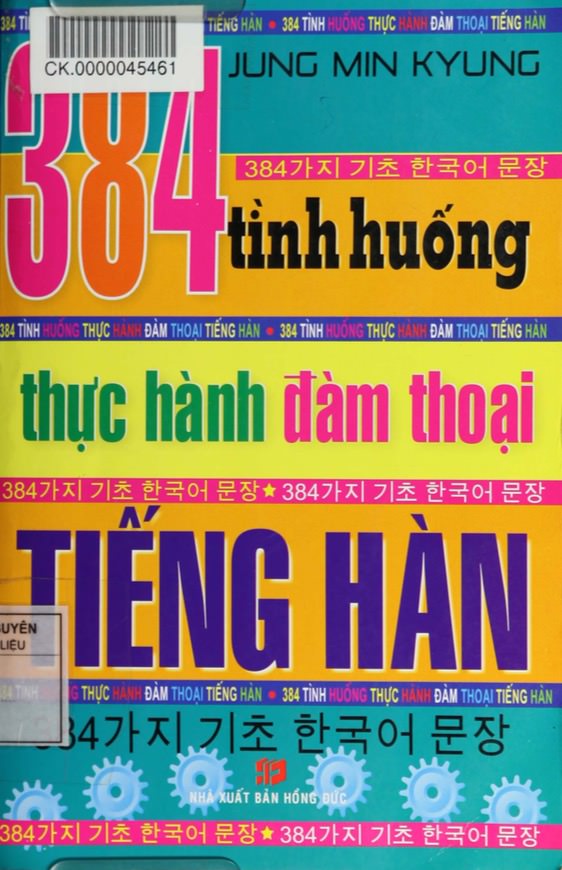 384 TÌNH HUỐNG THỰC HÀNH ĐÀM THOẠI TIẾNG HÀN
CK.0000045461
JUNG MIN KYUNG
384
384가지 기초 한국어 문장
tình huống
384 TÌNH HUỐNG THỰC HÀNH ĐÀM THOẠI TIẾNG HÀN • 384 TÌNH HUỐNG THỰC HÀNH ĐÀM THOẠI TIẾNG HÀN
thực hành đàm thoại
384가지 기초 한국어 문장★384가지 기초 한국어 문장
TIẾNG HÀN
UYÊN
LIỆU
384 TÌNH HUỐNG THỰC HÀNH ĐÀM THOẠI TIẾNG HÀN • 384 TÌNH HUỐNG THỰC HÀNH ĐÀM THOẠI TIẾNG HÀN
384가지 기초 한국어 문장
NHÀ XUẤT BẢN HỒNG ĐỨC
384가지 기초 한국어 문장★384가지 기초 한국어 문장